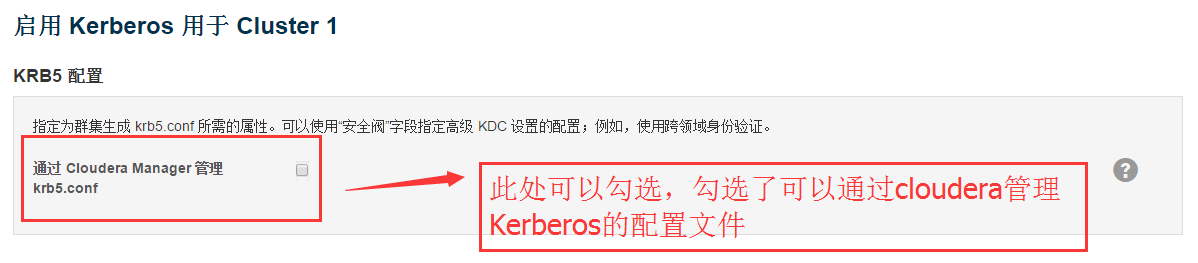 启用 Kerberos 用于 Cluster 1
KRB5 配置
指定为群集生成 krb5.conf 所需的属性。可以使用“安全阀”字段指定高级 KDC 设置的配置；例如，使用跨领域身份验证。
通过 Cloudera Manager 管理
krb5.conf
此处可以勾选，勾选了可以通过cloudera管理
Kerberos的配置文件
?